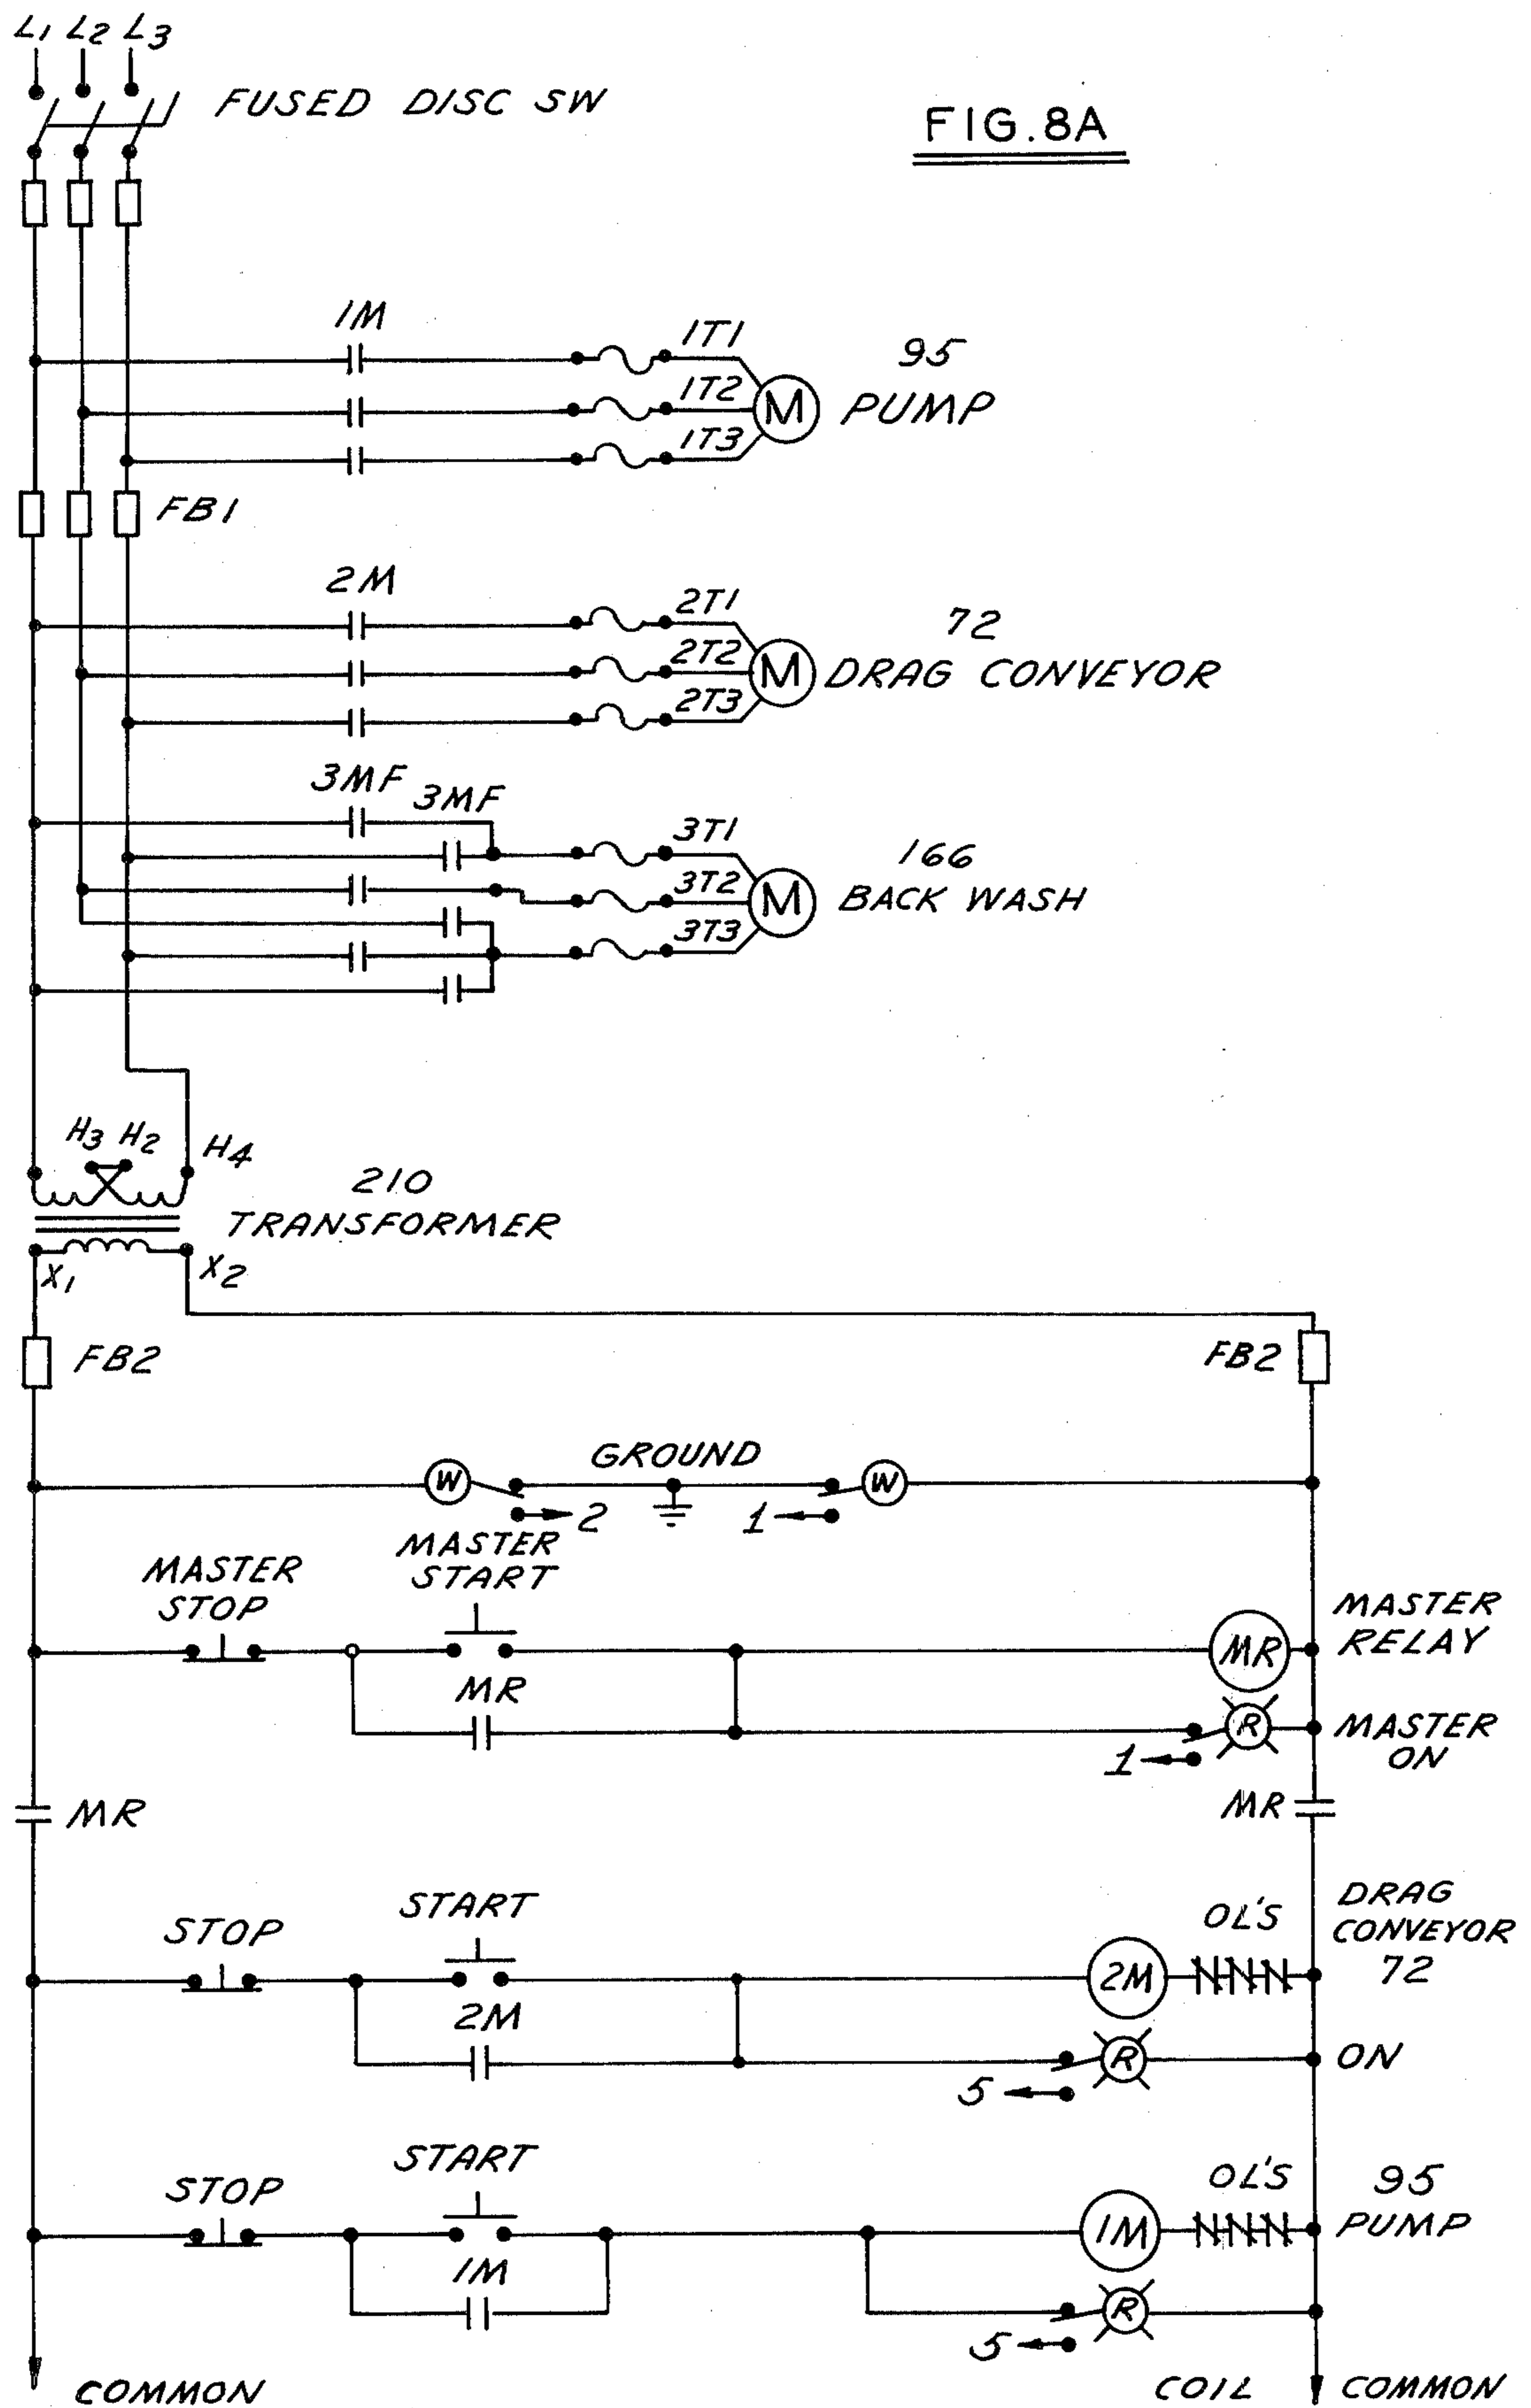 L1 L2 L3
FUSED DISC SW
FIG.8A
1M
1T1
95
1T2
PUMP
M
1T3
FB1
2M
2T1
72
2T2
M
DRAG CONVEYOR
2T3
3MF
3MF
3T1
166
3T2
M
BACK WASH
3T3
H3 H2 H4
210
TRANSFORMER
X1 X2
FB2
FB2
GROUND
W
W
2
1
MASTER
START
MASTER
STOP
MASTER
RELAY
MR
MR
R
MASTER
ON
1
MR
MR
START
STOP
OL'S
DRAG
CONVEYOR
72
2M
2M
R
ON
5
START
STOP
OL'S
95
PUMP
1M
1M
R
5
COMMON
COIL COMMON